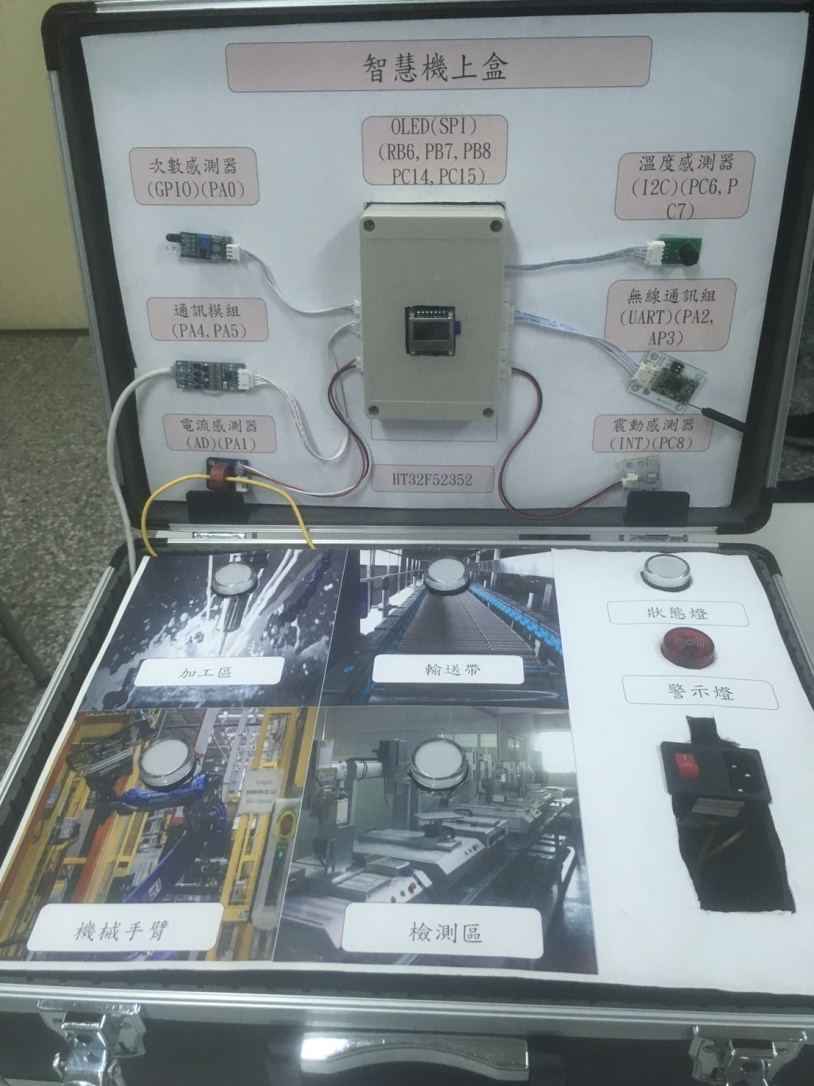 智慧機上盒
OLED(SPI)
(RB6, PB7, PB8
PC14, PC15)
次數感測器
(GPIO)(PA0)
溫度感測器
(I2C)(PC6, P
C7)
通訊模組
(PA4, PA5)
無線通訊組
(UART)(PA2,
AP3)
電流感測器
(AD)(PA1)
震動感測器
(INT)(PC8)
HT32F52352
加工區
輸送帶
狀態燈
警示燈
機械手臂
檢測區